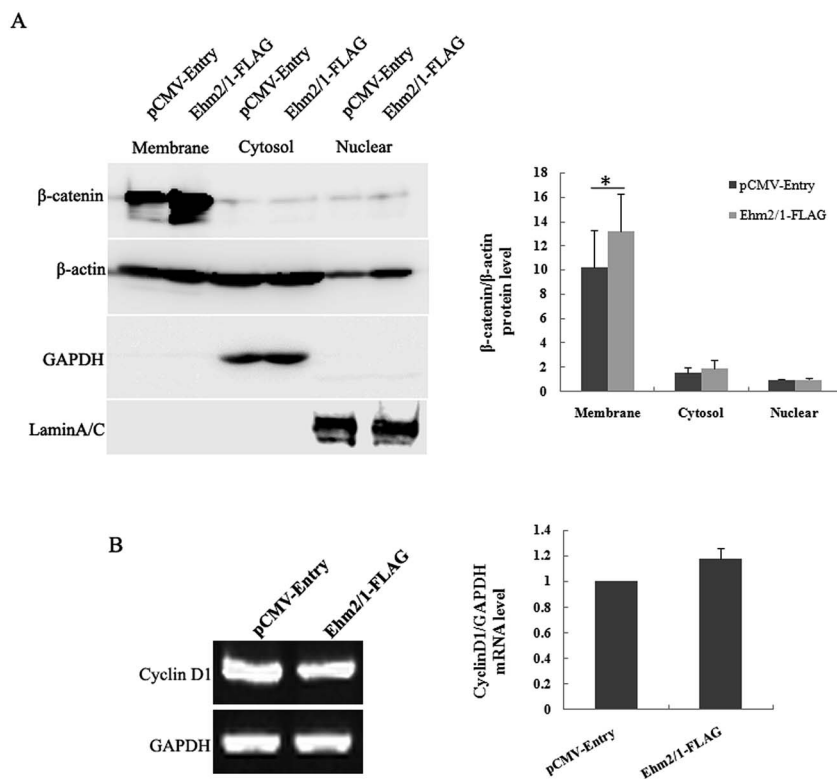 A
pCMV-Entry
Ehm2/1-FLAG
pCMV-Entry
Ehm2/1-FLAG
pCMV-Entry
Ehm2/1-FLAG
Membrane Cytosol Nuclear
β-catenin
β-actin
GAPDH
LaminA/C
β-catenin/β-actin
protein level
18
16
14
12
10
8
6
4
2
0
*
pCMV-Entry
Ehm2/1-FLAG
Membrane Cytosol Nuclear
B
pCMV-Entry
Ehm2/1-FLAG
Cyclin D1
GAPDH
CyclinD1/GAPDH
mRNA level
1.4
1.2
1
0.8
0.6
0.4
0.2
0
pCMV-Entry
Ehm2/1-FLAG